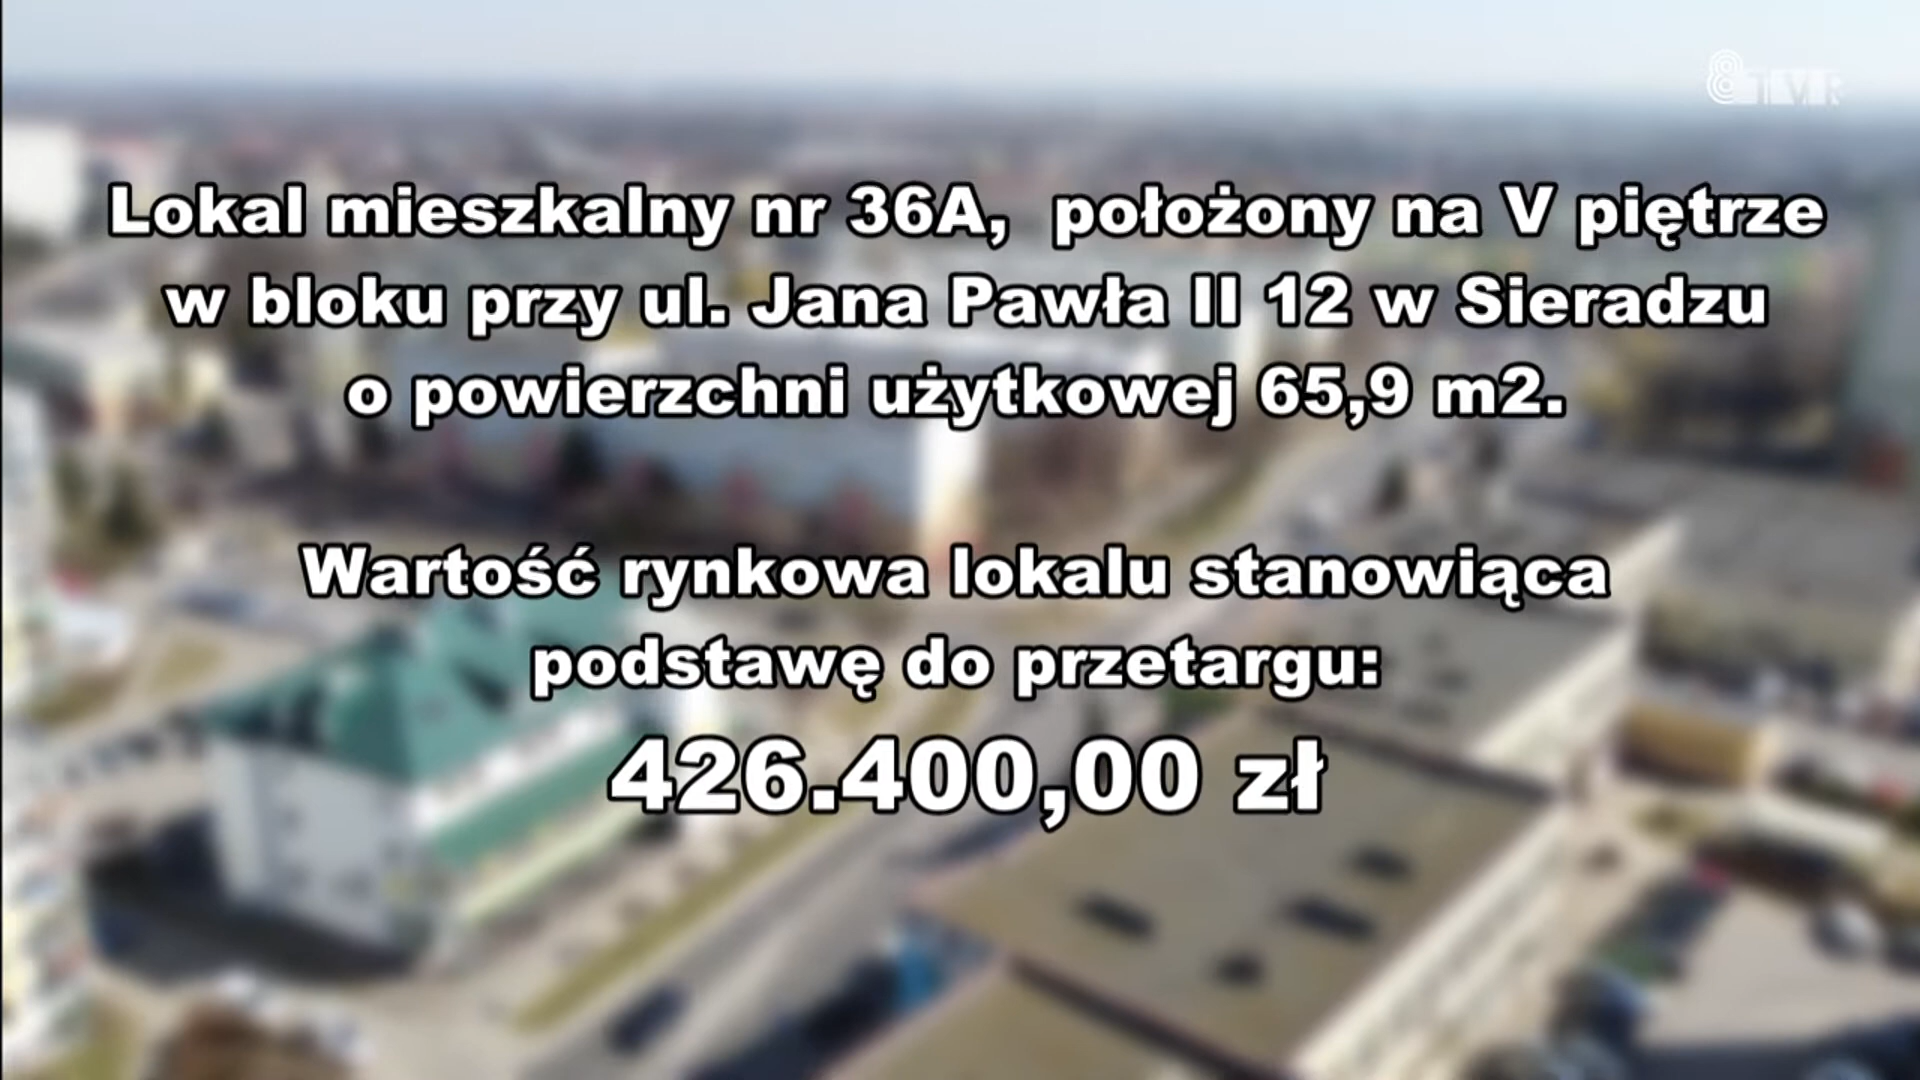 8 TVR
Lokal mieszkalny nr 36A,  położony na V piętrze
w bloku przy ul. Jana Pawła II 12 w Sieradzu
o powierzchni użytkowej 65,9 m2.
Wartość rynkowa lokalu stanowiąca
podstawę do przetargu:
426.400,00 zł